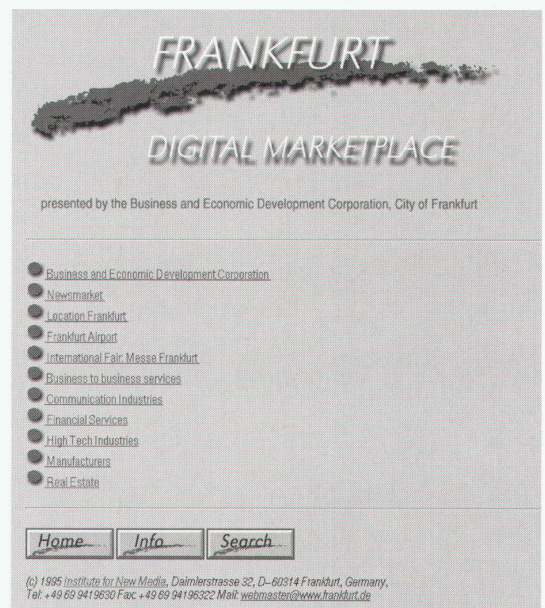 FRANKFURT
DIGITAL MARKETPLACE
presented by the Business and Economic Development Corporation, City of Frankfurt
Business and Economic Development Corporation
Newsmarket
Location Frankfurt
Frankfurt Airport
International Fair: Messe Frankfurt
Business to business services
Communication Industries
Financial Services
High Tech Industries
Manufacturers
Real Estate
Home Info Search
(c) 1995 Institute for New Media, Daimlerstrasse 32, D-60314 Frankfurt, Germany,
Tel: +49 69 9419630 Fax: +49 69 94196322 Mail: webmaster@www.frankfurt.de